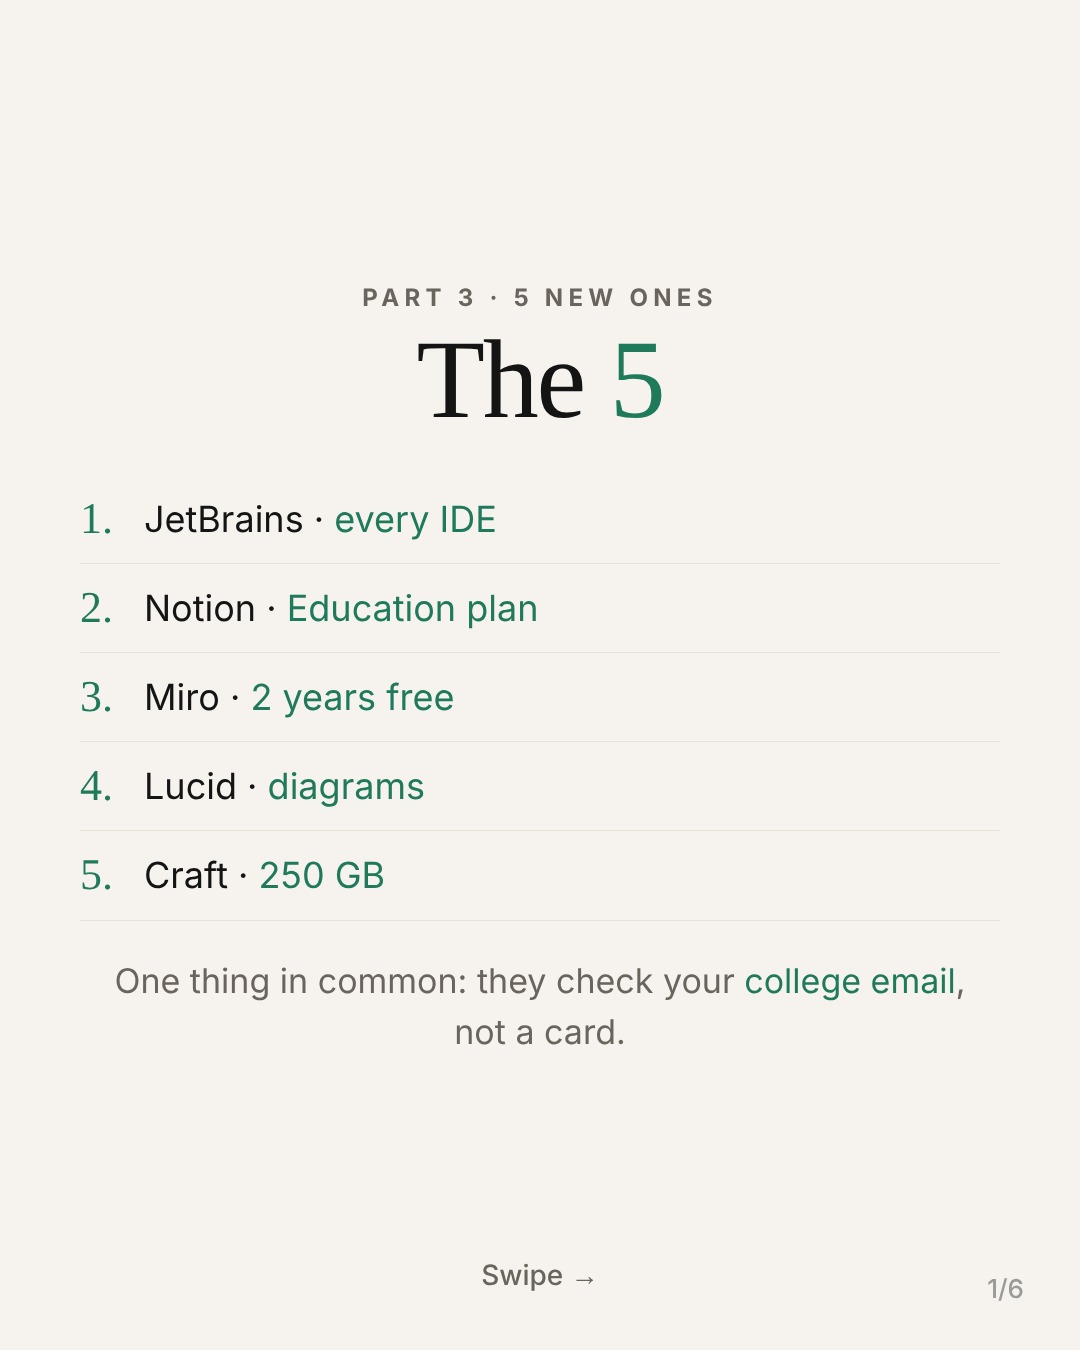 PART 3 · 5 NEW ONES
The 5
1. JetBrains · every IDE
2. Notion · Education plan
3. Miro · 2 years free
4. Lucid · diagrams
5. Craft · 250 GB
One thing in common: they check your college email,
not a card.
Swipe →
1/6